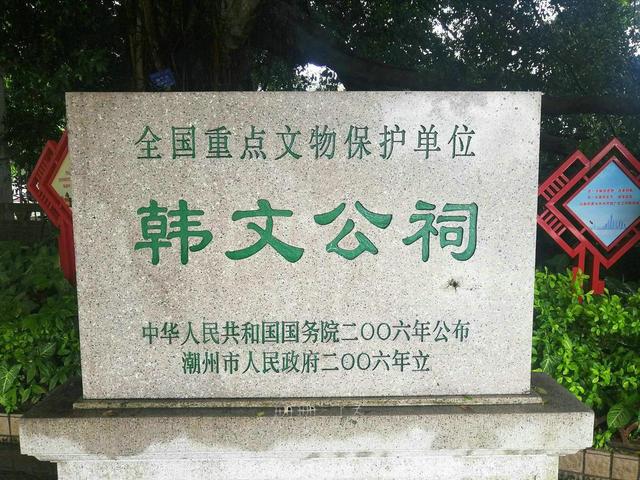 全国重点文物保护单位
韩文公祠
中华人民共和国国务院二〇〇六年公布
潮州市人民政府二〇〇六年立